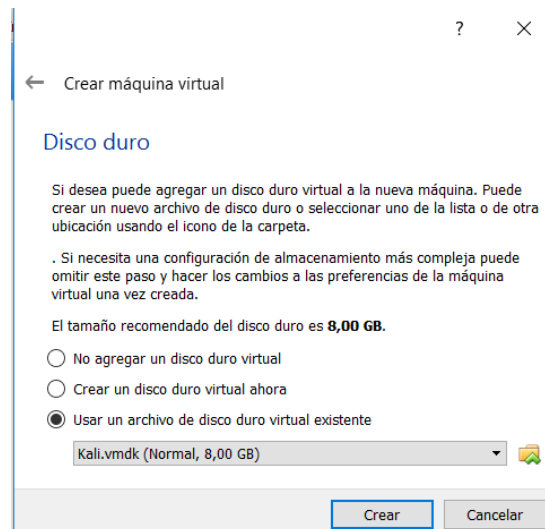 ?
Crear máquina virtual
Disco duro
Si desea puede agregar un disco duro virtual a la nueva máquina. Puede
crear un nuevo archivo de disco duro o seleccionar uno de la lista o de otra
ubicación usando el icono de la carpeta.
. Si necesita una configuración de almacenamiento más compleja puede
omitir este paso y hacer los cambios a las preferencias de la máquina
virtual una vez creada.
El tamaño recomendado del disco duro es 8,00 GB.
No agregar un disco duro virtual
Crear un disco duro virtual ahora
Usar un archivo de disco duro virtual existente
Kali.vmdk (Normal, 8,00 GB)
Crear Cancelar